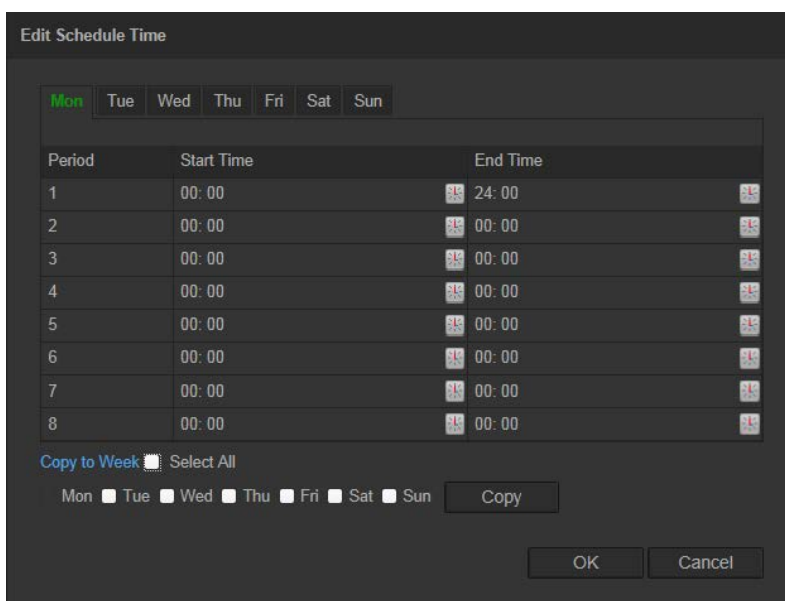 Edit Schedule Time
Mon Tue Wed Thu Fri Sat Sun
Period Start Time End Time
1 00: 00 24: 00
2 00: 00 00: 00
3 00: 00 00: 00
4 00: 00 00: 00
5 00: 00 00: 00
6 00: 00 00: 00
7 00: 00 00: 00
8 00: 00 00: 00
Copy to Week Select All
Mon Tue Wed Thu Fri Sat Sun Copy
OK Cancel